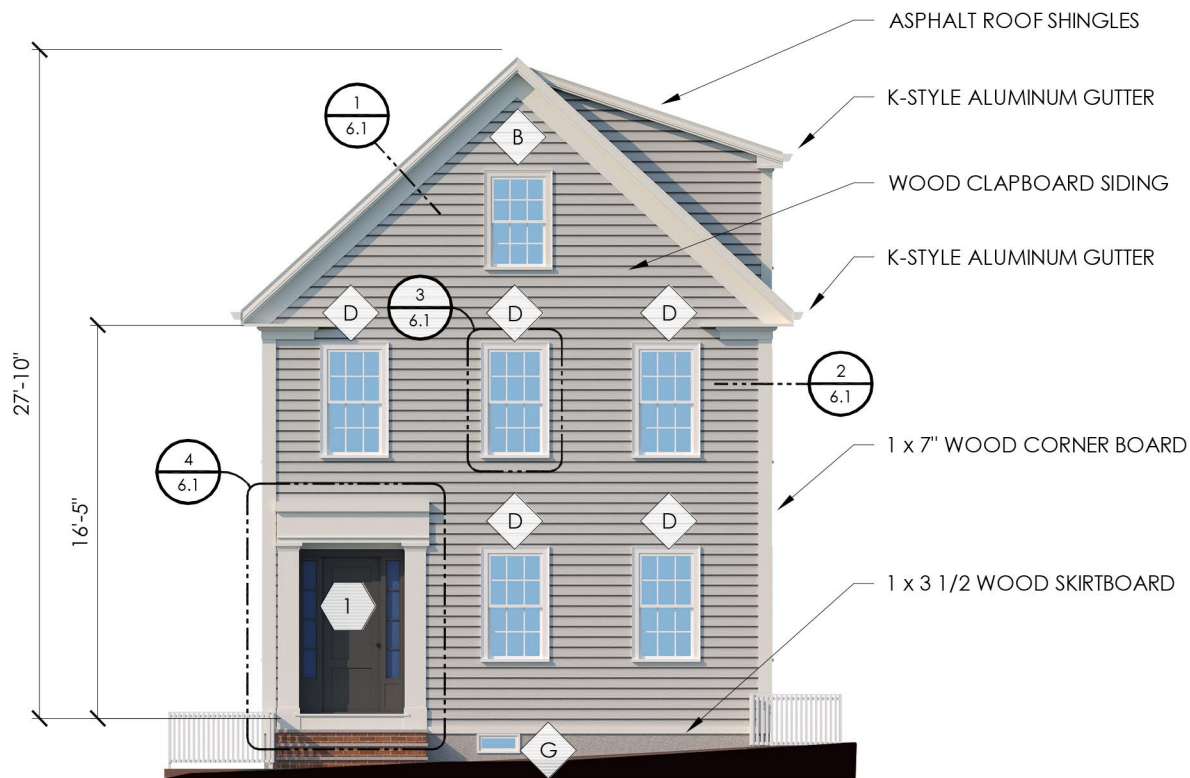 ASPHALT ROOF SHINGLES
K-STYLE ALUMINUM GUTTER
1
6.1
B
WOOD CLAPBOARD SIDING
K-STYLE ALUMINUM GUTTER
D
3
6.1
D
D
2
6.1
27'-10"
1 x 7" WOOD CORNER BOARD
4
6.1
16'-5"
D
D
1 x 3 1/2 WOOD SKIRTBOARD
1
G